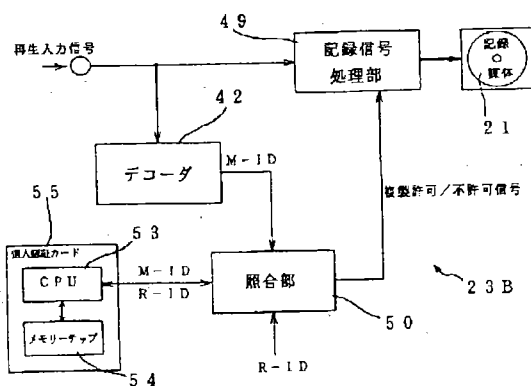 ４９
再生入力信号
記録信号
処理部
記録
媒体
２１
４２
デコーダ
M-ID
複製許可／不許可信号
５５
５３
個人認証カード
CPU
M-ID
R-ID
照合部
２３B
５０
メモリーチップ
５４
R-ID